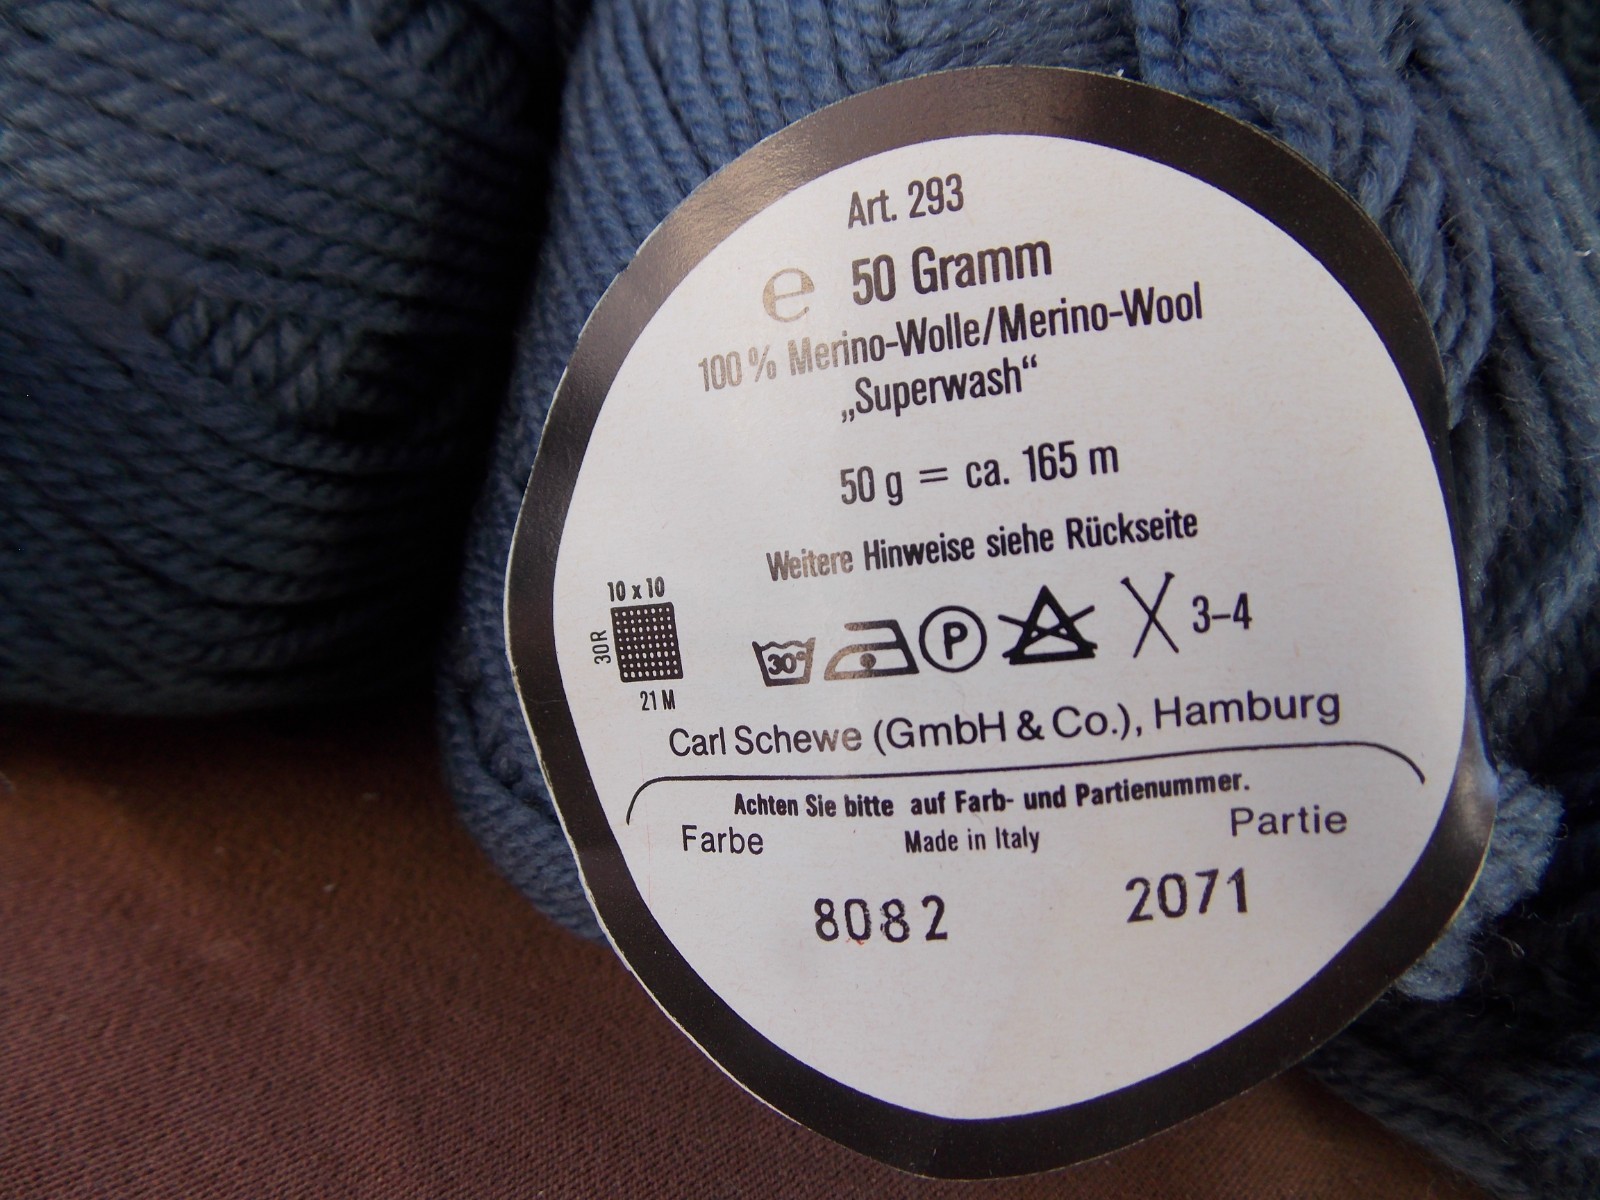 Art. 293
℮ 50 Gramm
100 % Merino-Wolle/Merino-Wool
„Superwash“
50 g = ca. 165 m
Weitere Hinweise siehe Rückseite
10 x 10
30 R
21 M
30° P 3–4
Carl Schewe (GmbH & Co.), Hamburg
Achten Sie bitte auf Farb- und Partienummer.
Farbe Made in Italy Partie
8082 2071